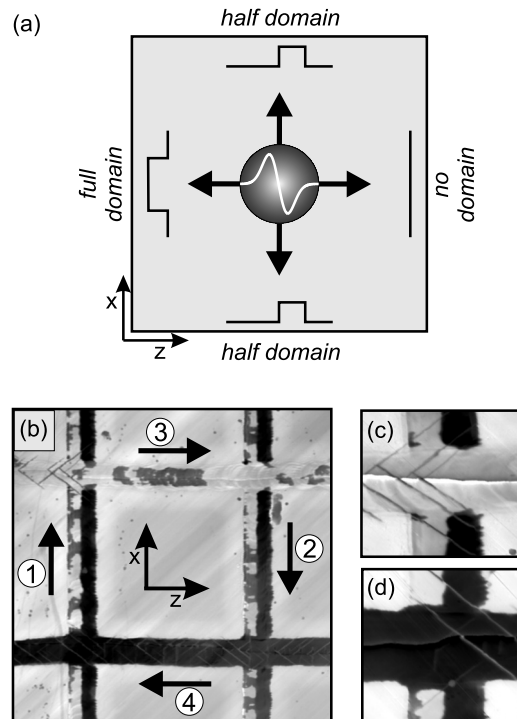 (a)
half domain
full
domain
no
domain
x
z
half domain
(b)
3
(c)
1
x
z
2
4
(d)